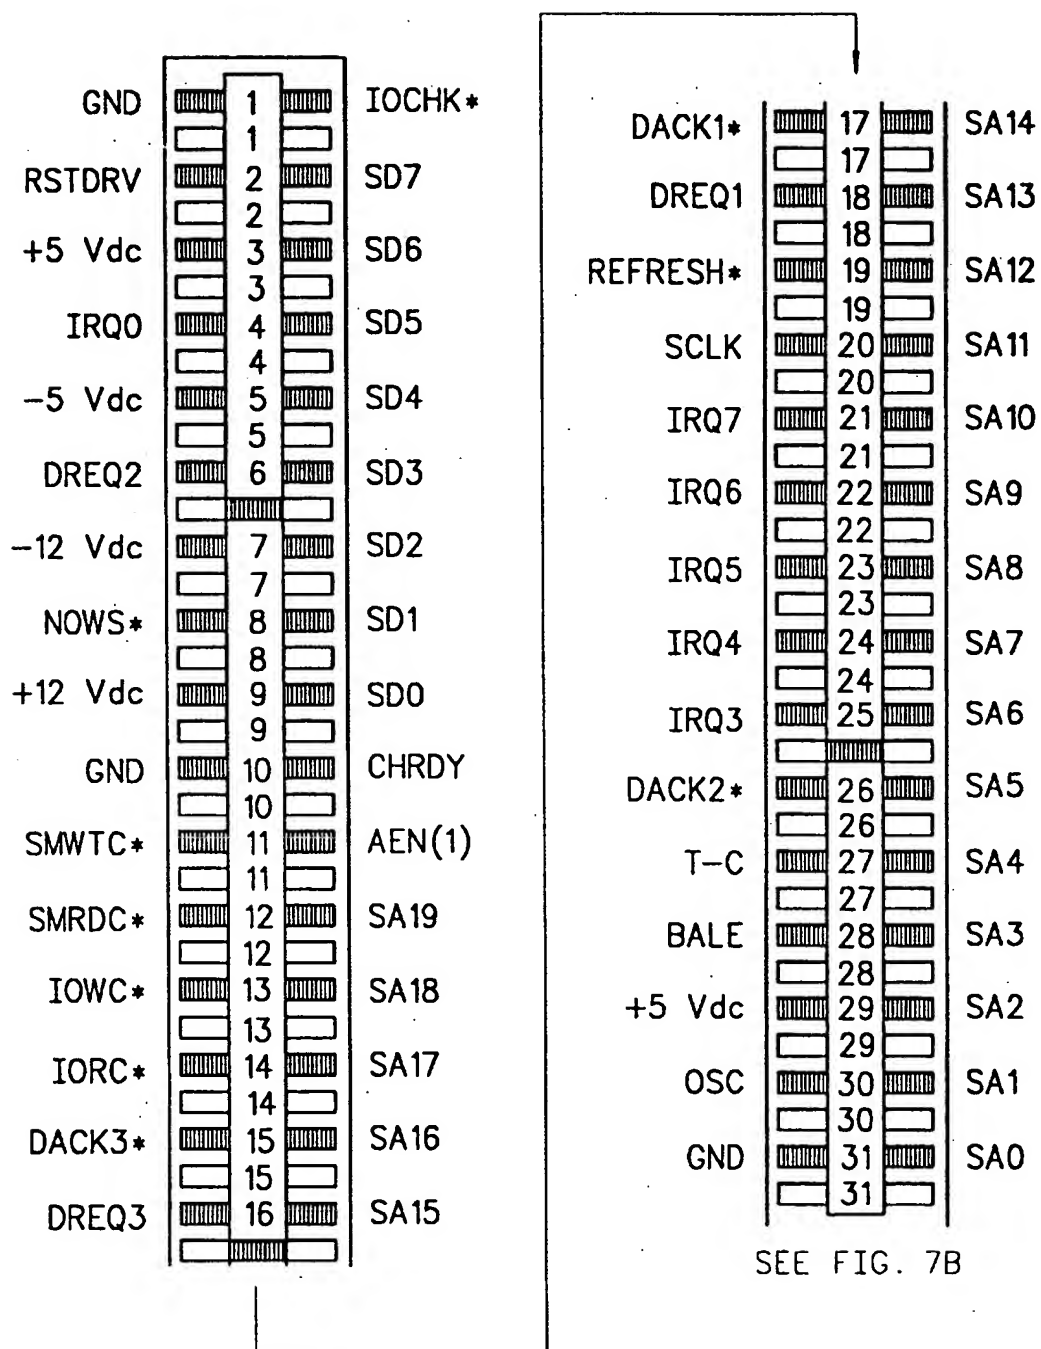 GND 1 IOCHK*
1
RSTDRV 2 SD7
2
+5 Vdc 3 SD6
3
IRQ0 4 SD5
4
-5 Vdc 5 SD4
5
DREQ2 6 SD3
-12 Vdc 7 SD2
7
NOWS* 8 SD1
8
+12 Vdc 9 SD0
9
GND 10 CHRDY
10
SMWTC* 11 AEN(1)
11
SMRDC* 12 SA19
12
IOWC* 13 SA18
13
IORC* 14 SA17
14
DACK3* 15 SA16
15
DREQ3 16 SA15
DACK1* 17 SA14
17
DREQ1 18 SA13
18
REFRESH* 19 SA12
19
SCLK 20 SA11
20
IRQ7 21 SA10
21
IRQ6 22 SA9
22
IRQ5 23 SA8
23
IRQ4 24 SA7
24
IRQ3 25 SA6
DACK2* 26 SA5
26
T-C 27 SA4
27
BALE 28 SA3
28
+5 Vdc 29 SA2
29
OSC 30 SA1
30
GND 31 SA0
31
SEE FIG. 7B